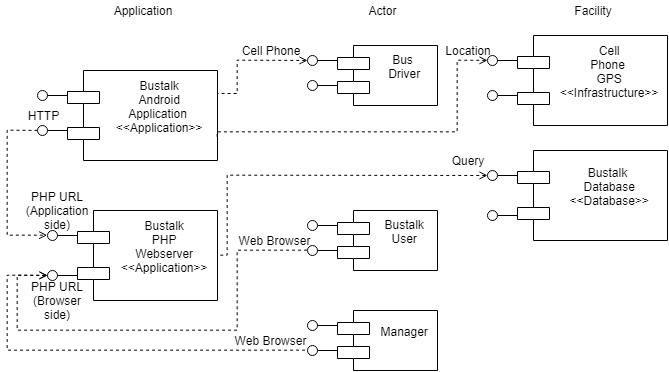 Application
Actor
Facility
Cell Phone
Bus
Driver
Location
Cell
Phone
GPS
<<Infrastructure>>
Bustalk
Android
Application
<<Application>>
HTTP
Query
Bustalk
Database
<<Database>>
PHP URL
(Application
side)
Bustalk
PHP
Webserver
<<Application>>
Web Browser
Bustalk
User
PHP URL
(Browser
side)
Web Browser
Manager